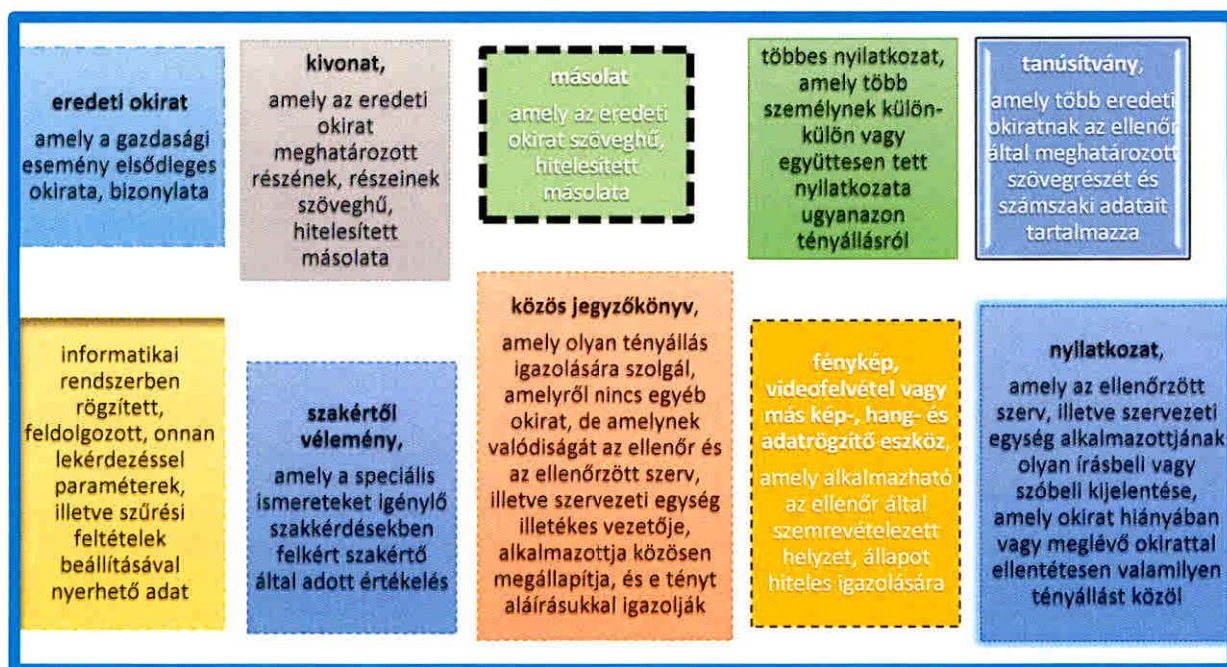 eredeti okirat
amely a gazdasági
esemény elsődleges
okirata, bizonylata
kivonat,
amely az eredeti
okirat
meghatározott
részének, részeinek
szöveghű,
hitelesített
másolata
másolat
amely az eredeti
okirat szöveghű,
hitelesített
másolata
többes nyilatkozat,
amely több
személynek külön-
külön vagy
együttesen tett
nyilatkozata
ugyanazon
tényállásról
tanúsítvány,
amely több eredeti
okiratnak az ellenőr
által meghatározott
szövegrészét és
számszaki adatait
tartalmazza
informatikai
rendszerben
rögzített,
feldolgozott, onnan
lekérdezéssel
paraméterek,
illetve szűrési
feltételek
beállításával
nyerhető adat
szakértői
vélemény,
amely a speciális
ismereteket igénylő
szakkérdésekben
felkért szakértő
által adott értékelés
közös jegyzőkönyv,
amely olyan tényállás
igazolására szolgál,
amelyről nincs egyéb
okirat, de amelynek
valódiságát az ellenőr és
az ellenőrzött szerv,
illetve szervezeti egység
illetékes vezetője,
alkalmazottja közösen
megállapítja, és e tényt
aláírásukkal igazolják
fénykép,
videofelvétel vagy
más kép-, hang- és
adatrögzítő eszköz,
amely alkalmazható
az ellenőr által
szemrevételezett
helyzet, állapot
hiteles igazolására
nyilatkozat,
amely az ellenőrzött
szerv, illetve szervezeti
egység alkalmazottjának
olyan írásbeli vagy
szóbeli kijelentése,
amely okirat hiányában
vagy meglévő okirattal
ellentétesen valamilyen
tényállást közöl